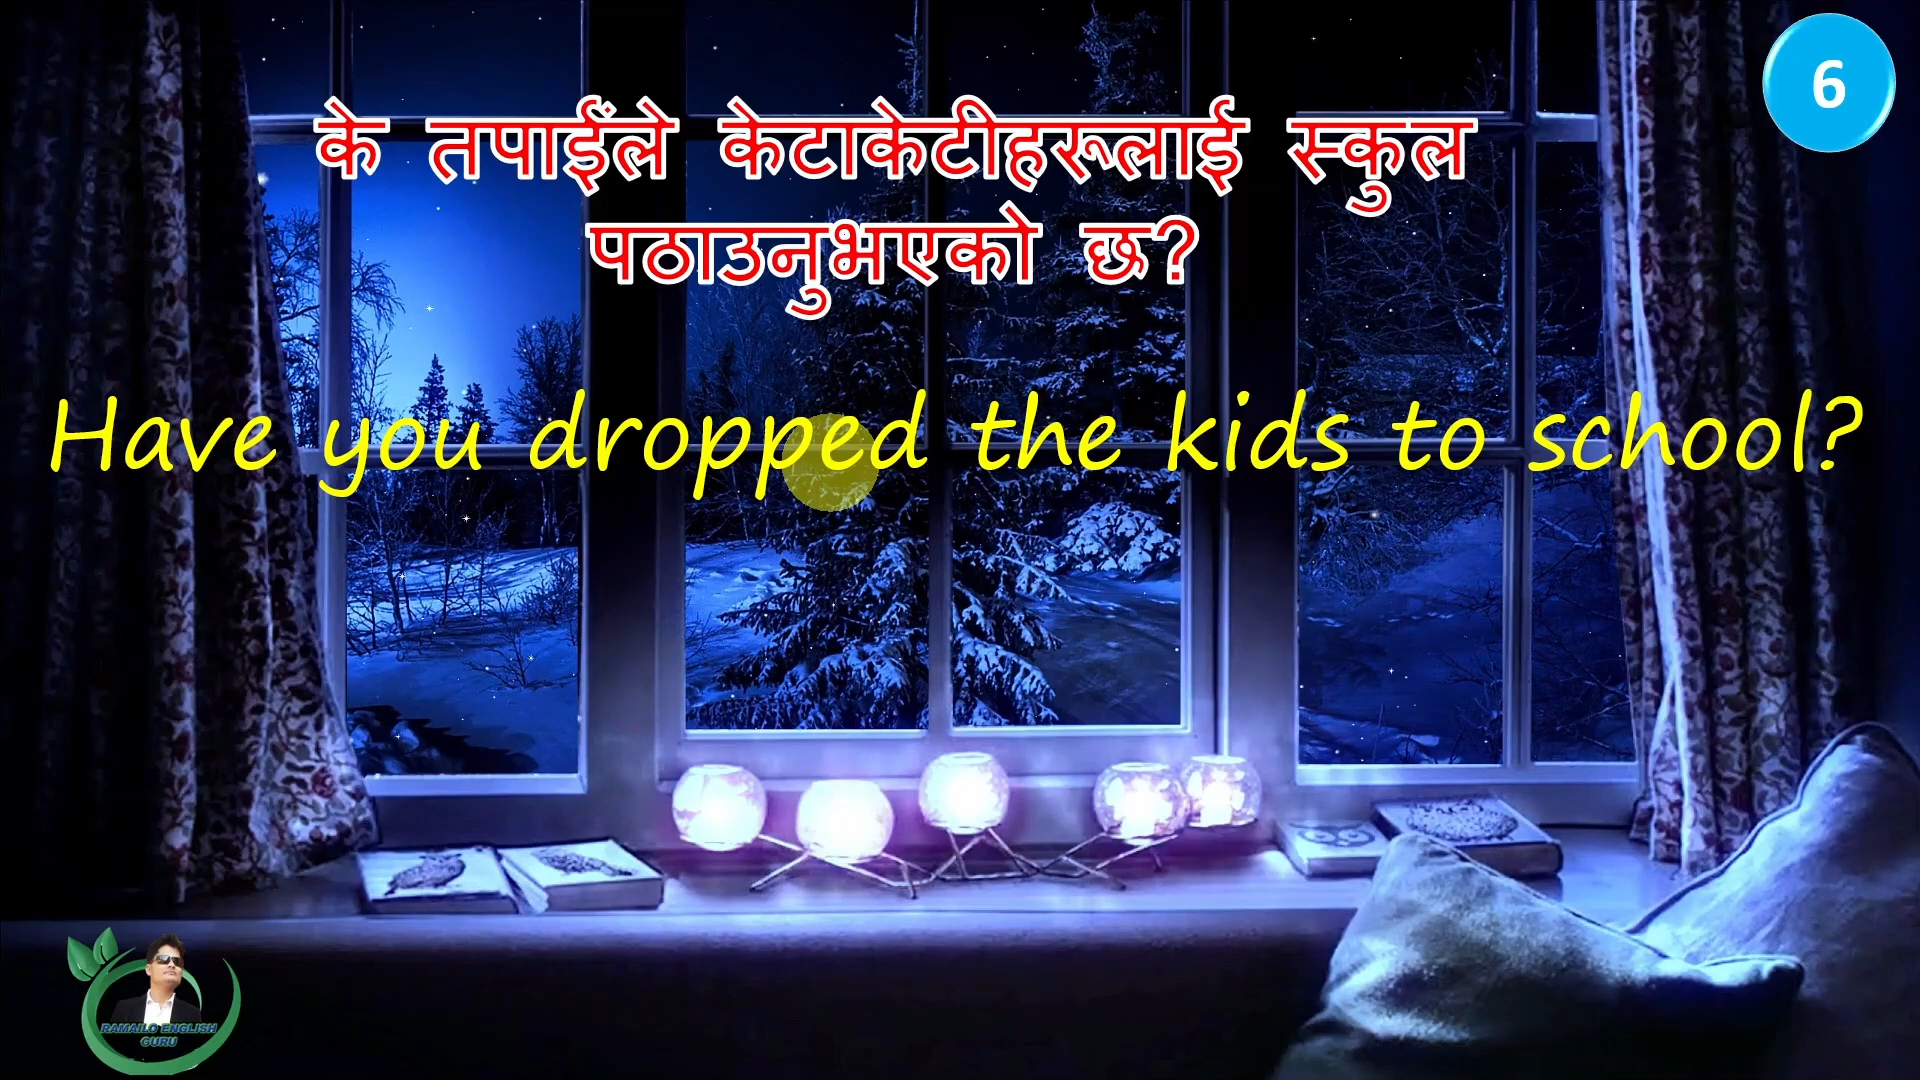 6
के तपाईंले केटाकेटीहरूलाई स्कुल
पठाउनुभएको छ?
Have you dropped the kids to school?
RAMAILO ENGLISH
GURU